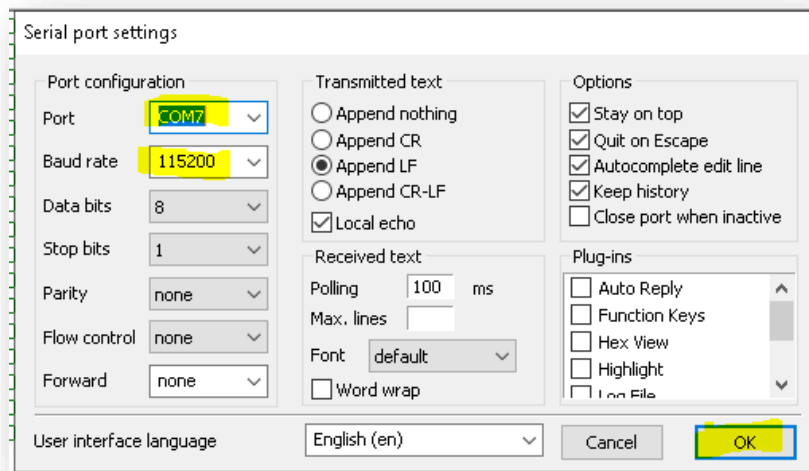 Serial port settings
Port configuration
Port COM7
Baud rate 115200
Data bits 8
Stop bits 1
Parity none
Flow control none
Forward none
Transmitted text
Append nothing
Append CR
Append LF
Append CR-LF
Local echo
Received text
Polling 100 ms
Max. lines
Font default
Word wrap
Options
Stay on top
Quit on Escape
Autocomplete edit line
Keep history
Close port when inactive
Plug-ins
Auto Reply
Function Keys
Hex View
Highlight
Log File
User interface language English (en) Cancel OK